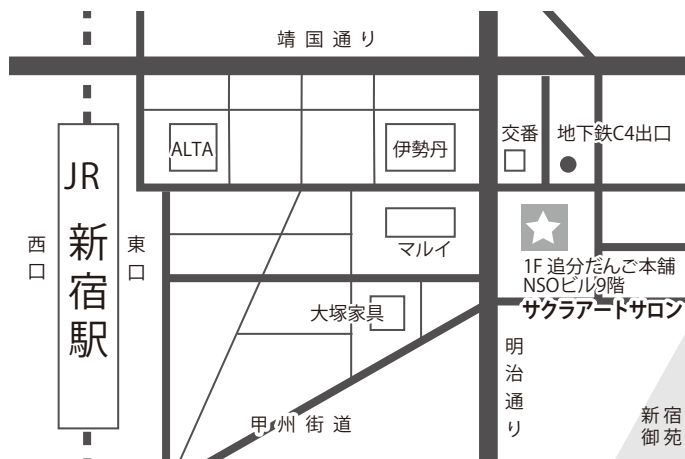 靖国通り
ALTA
伊勢丹
交番
地下鉄C4出口
JR
新宿駅
西口
東口
マルイ
1F 追分だんご本舗
NSOビル9階
サクラアートサロン
大塚家具
明治通り
甲州街道
新宿
御苑